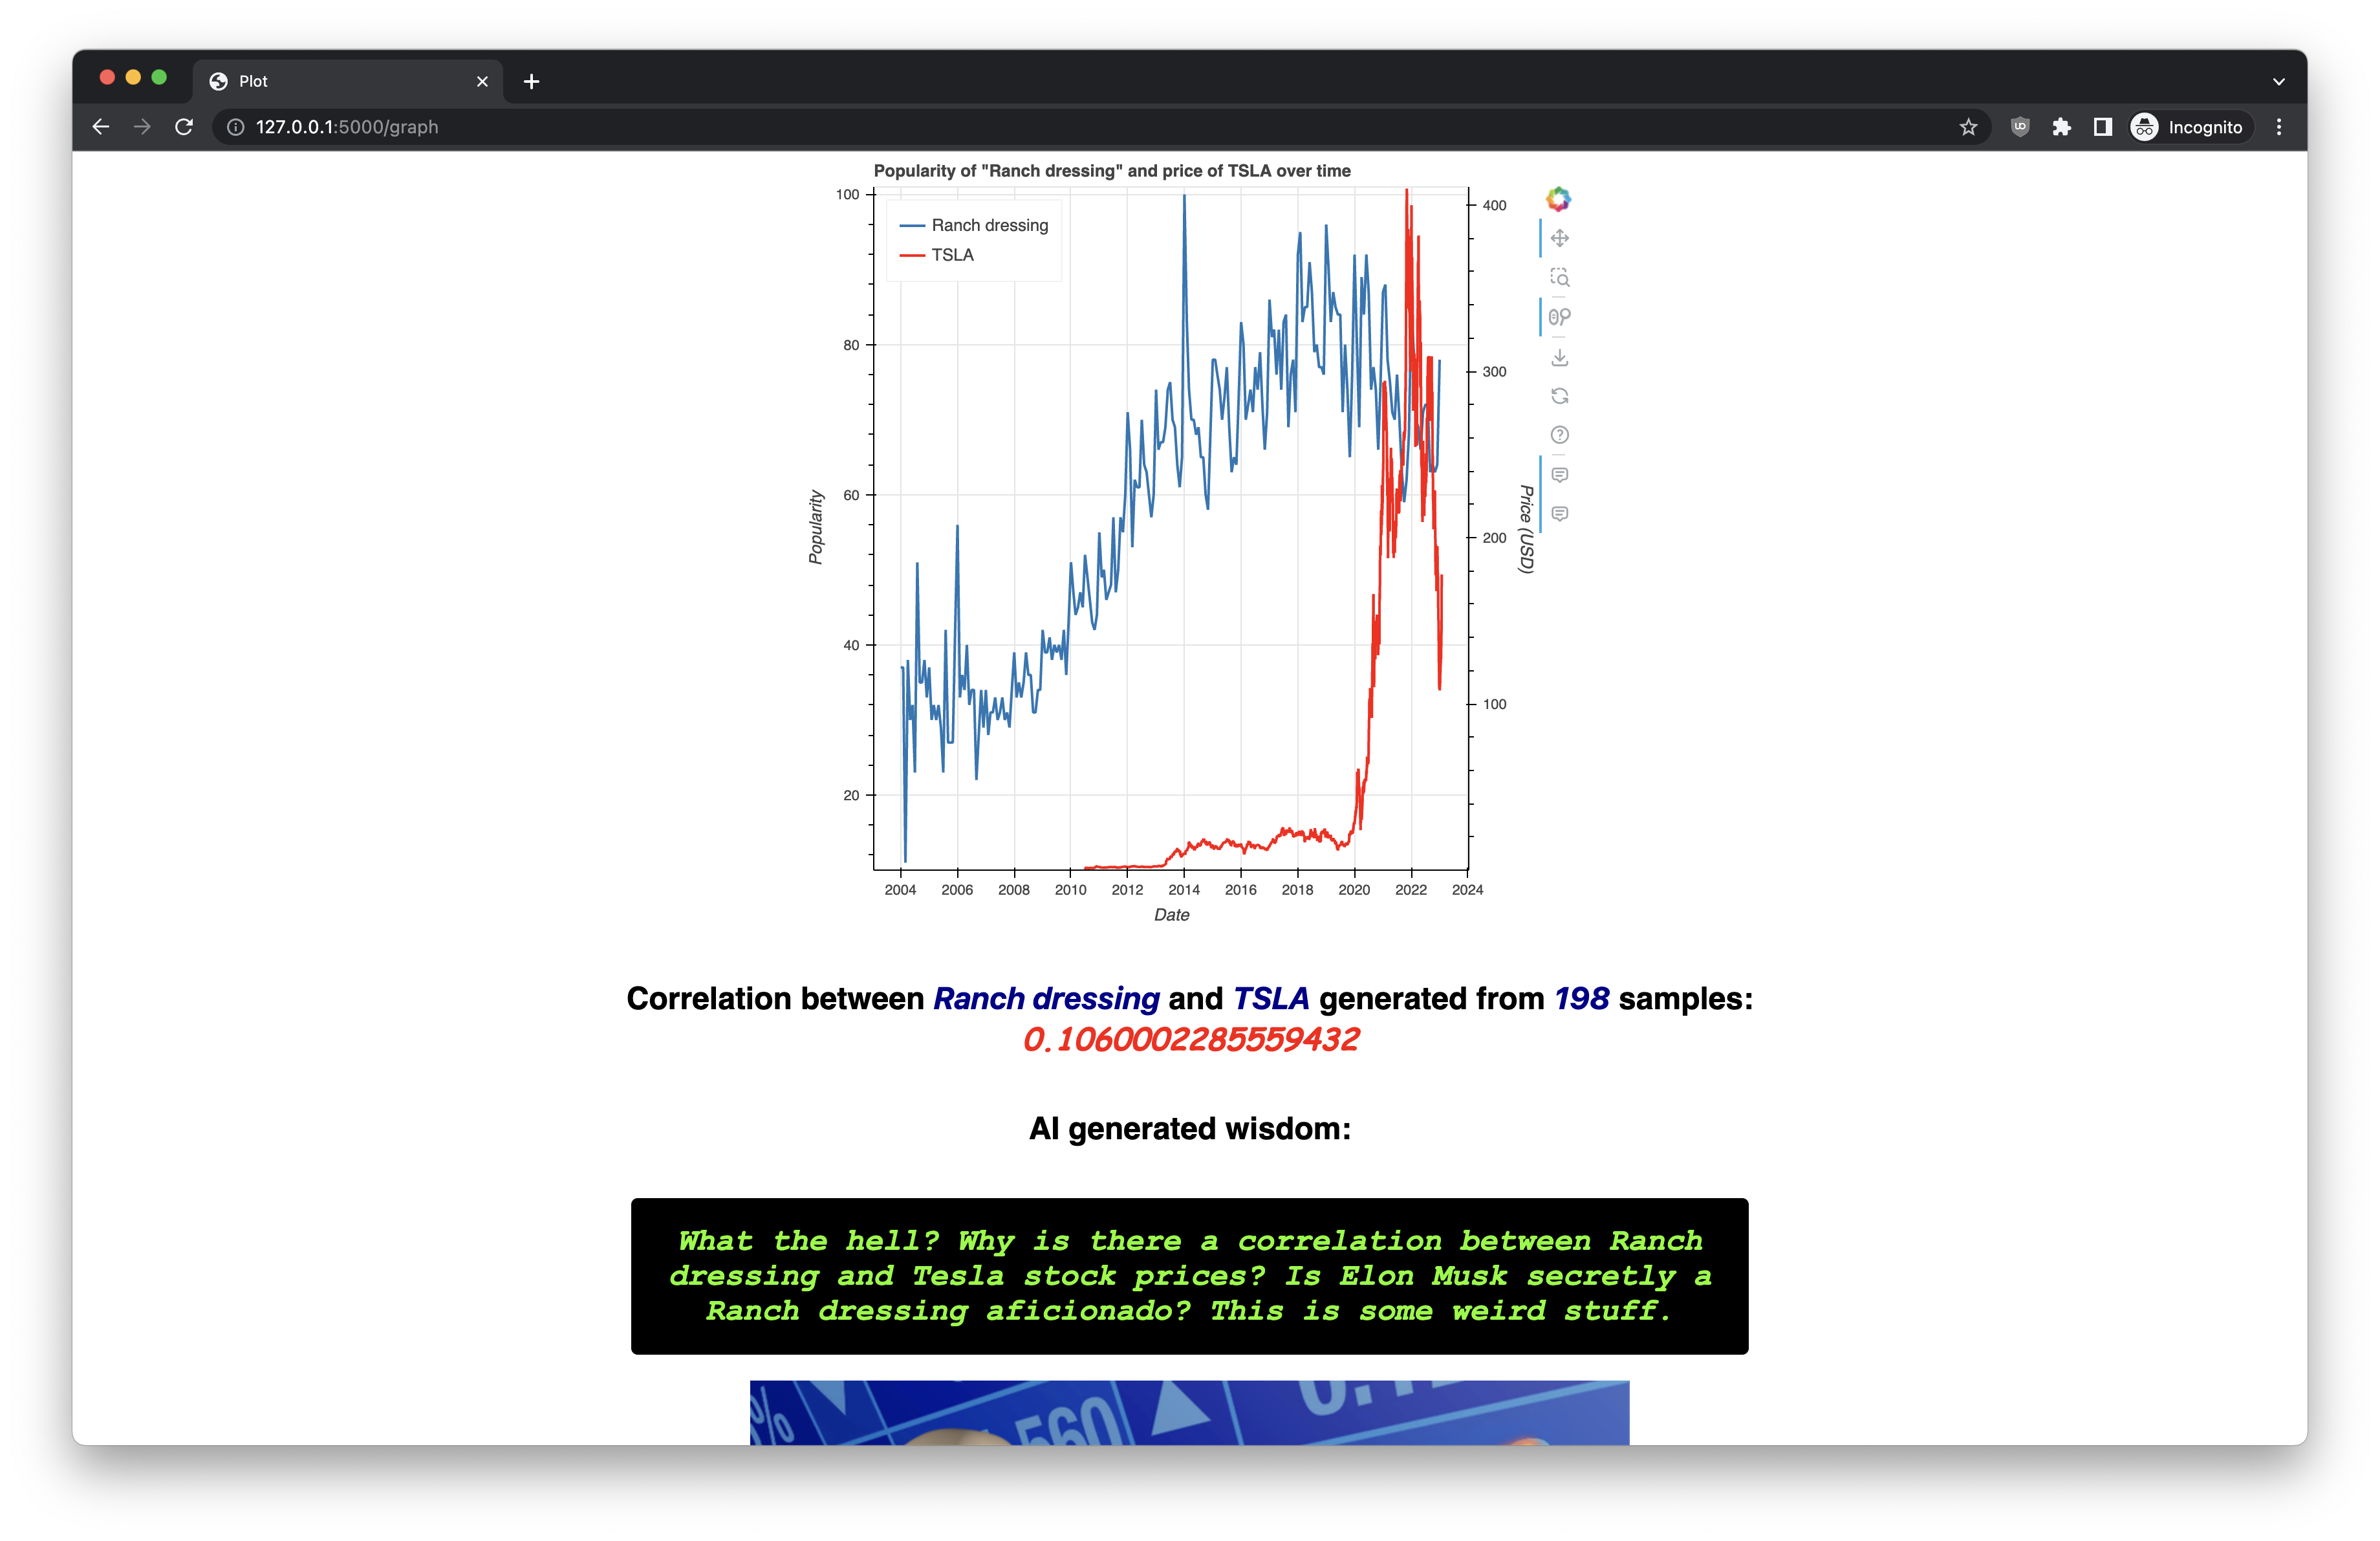 Plot
127.0.0.1:5000/graph
Incognito
Popularity of "Ranch dressing" and price of TSLA over time
Ranch dressing
TSLA
100
80
60
40
20
Popularity
400
300
200
100
Price (USD)
2004 2006 2008 2010 2012 2014 2016 2018 2020 2022 2024
Date
Correlation between Ranch dressing and TSLA generated from 198 samples:
0.1060002285559432
AI generated wisdom:
What the hell? Why is there a correlation between Ranch
dressing and Tesla stock prices? Is Elon Musk secretly a
Ranch dressing aficionado? This is some weird stuff.
%
560